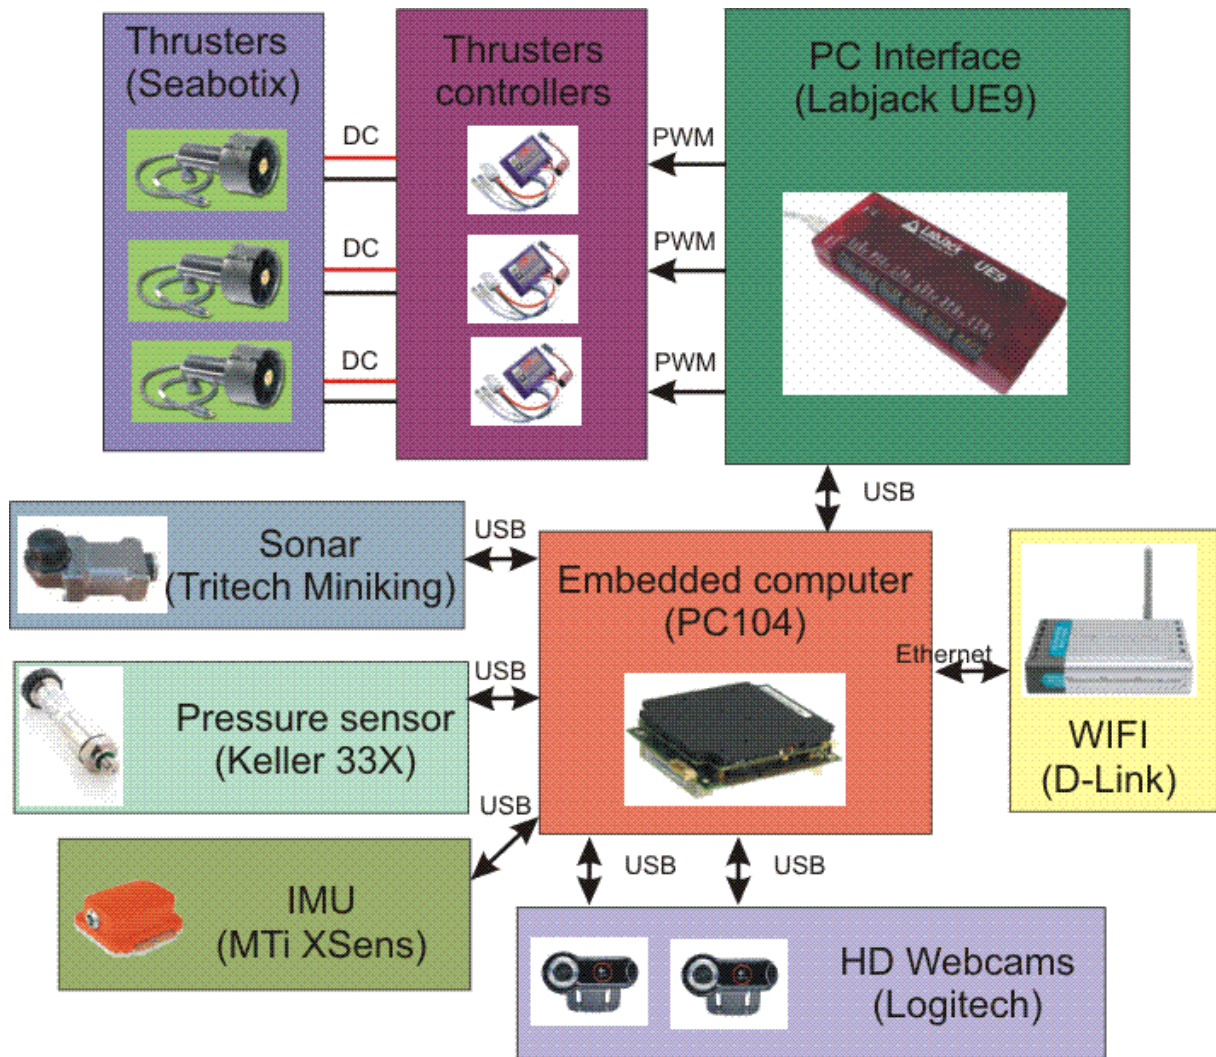 Thrusters
(Seabotix)
Thrusters
controllers
PC Interface
(Labjack UE9)
DC
PWM
DC
PWM
DC
PWM
LabJack
UE9
USB
Sonar
(Tritech Miniking)
USB
Embedded computer
(PC104)
Ethernet
WIFI
(D-Link)
Pressure sensor
(Keller 33X)
USB
USB
IMU
(MTi XSens)
USB
USB
HD Webcams
(Logitech)